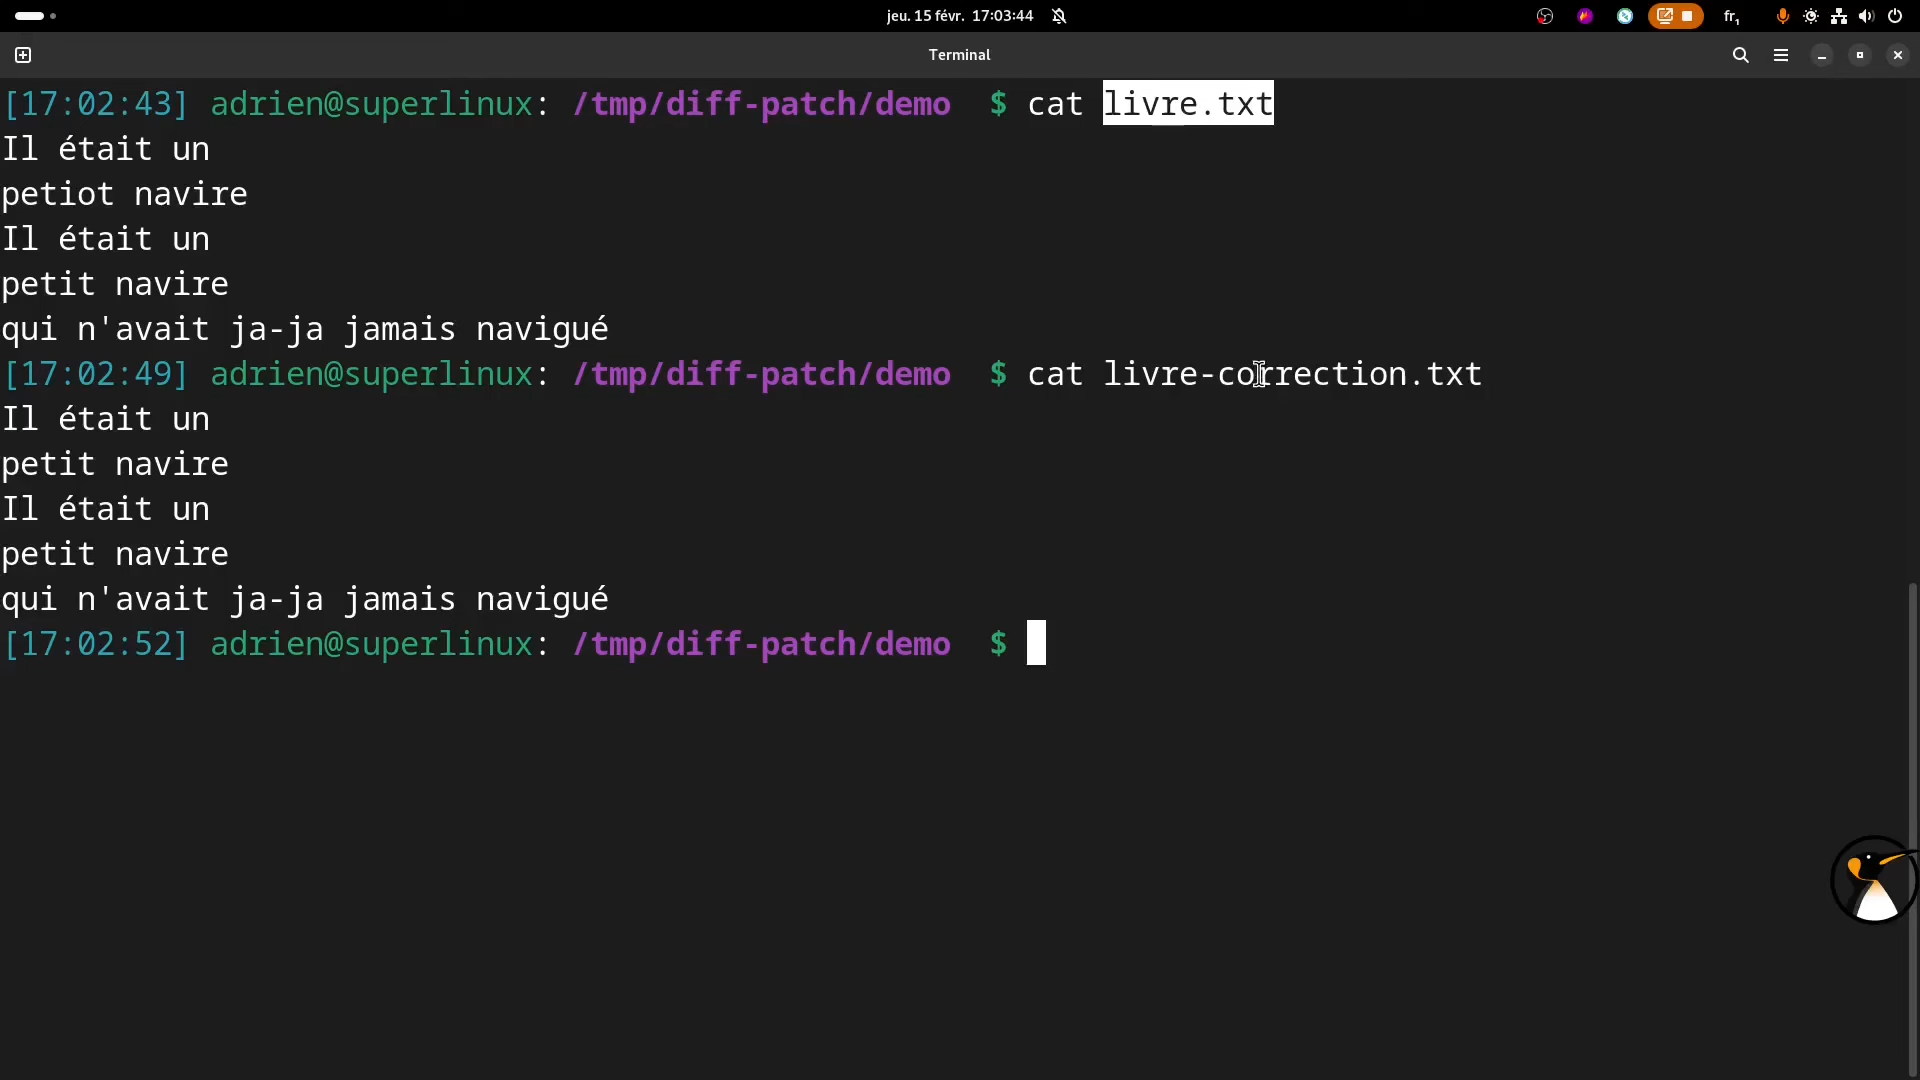 jeu. 15 févr. 17:03:44
fr₁
Terminal
[17:02:43] adrien@superlinux: /tmp/diff-patch/demo $ cat livre.txt
Il était un
petiot navire
Il était un
petit navire
qui n'avait ja-ja jamais navigué
[17:02:49] adrien@superlinux: /tmp/diff-patch/demo $ cat livre-correction.txt
Il était un
petit navire
Il était un
petit navire
qui n'avait ja-ja jamais navigué
[17:02:52] adrien@superlinux: /tmp/diff-patch/demo $